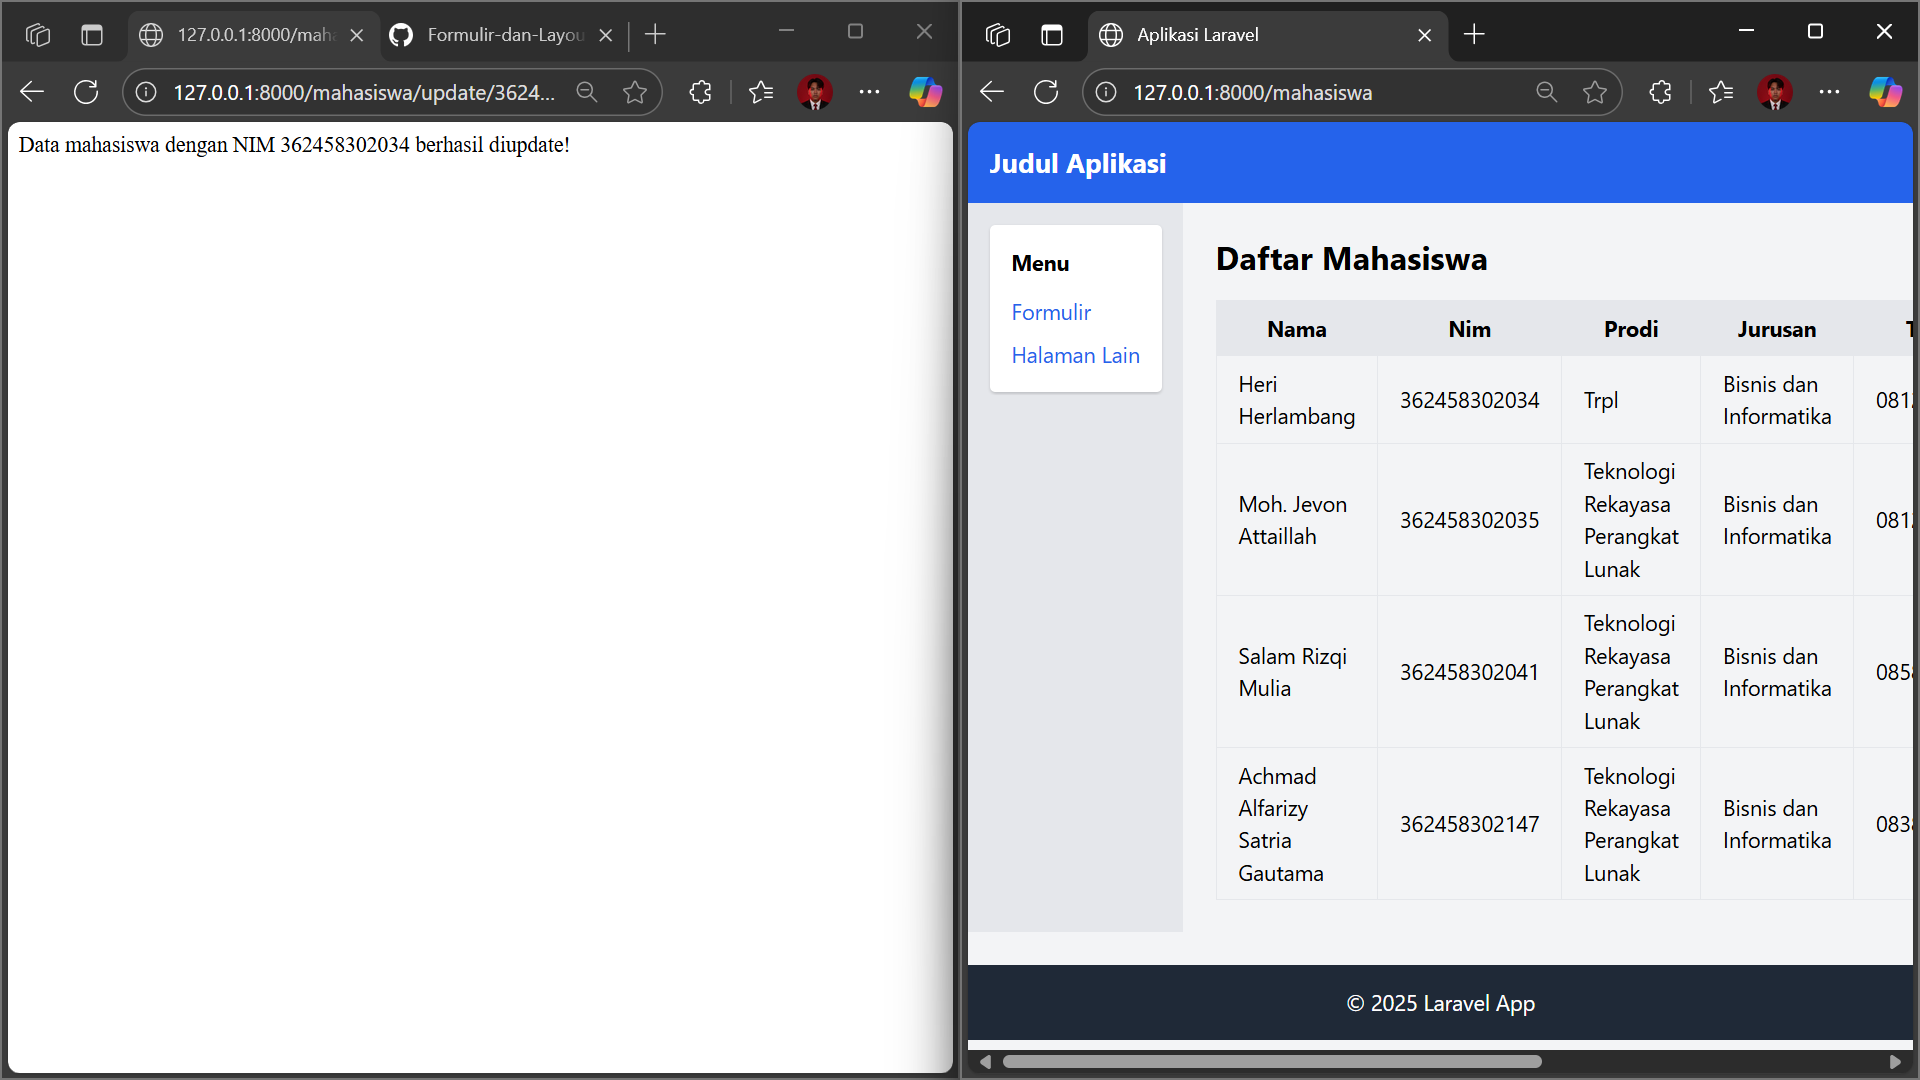 127.0.0.1:8000/maha
Formulir-dan-Layou
127.0.0.1:8000/mahasiswa/update/3624...
Data mahasiswa dengan NIM 362458302034 berhasil diupdate!
Aplikasi Laravel
127.0.0.1:8000/mahasiswa
Judul Aplikasi
Menu
Formulir
Halaman Lain
Daftar Mahasiswa
Nama Nim Prodi Jurusan T
Heri
Herlambang
362458302034
Trpl
Bisnis dan
Informatika
081
Moh. Jevon
Attaillah
362458302035
Teknologi
Rekayasa
Perangkat
Lunak
Bisnis dan
Informatika
081
Salam Rizqi
Mulia
362458302041
Teknologi
Rekayasa
Perangkat
Lunak
Bisnis dan
Informatika
085
Achmad
Alfarizy
Satria
Gautama
362458302147
Teknologi
Rekayasa
Perangkat
Lunak
Bisnis dan
Informatika
083
© 2025 Laravel App